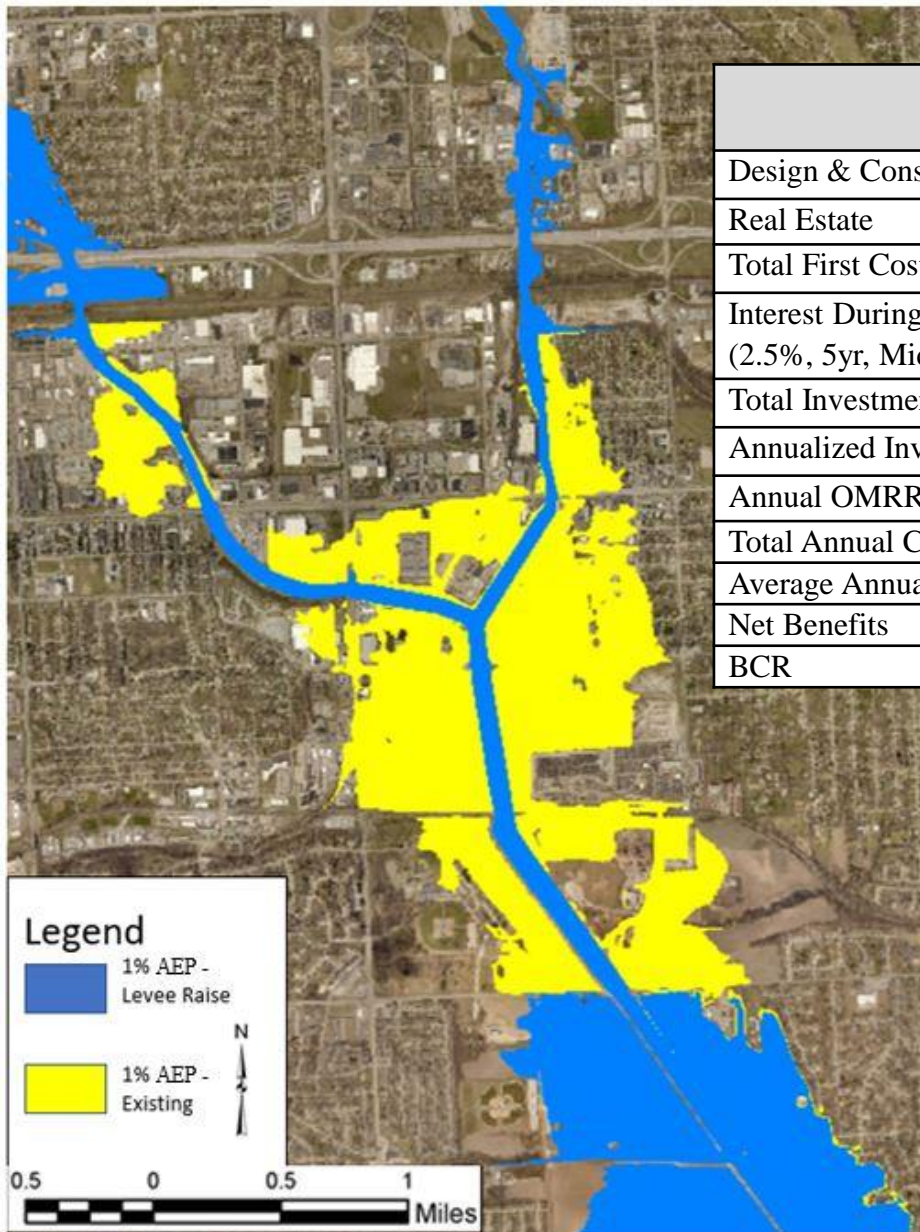 Design & Cons
Real Estate
Total First Cos
Interest During
(2.5%, 5yr, Mi
Total Investme
Annualized Inv
Annual OMRR
Total Annual C
Average Annua
Net Benefits
BCR
Legend
1% AEP -
Levee Raise
1% AEP -
Existing
N
0.5 0 0.5 1
Miles